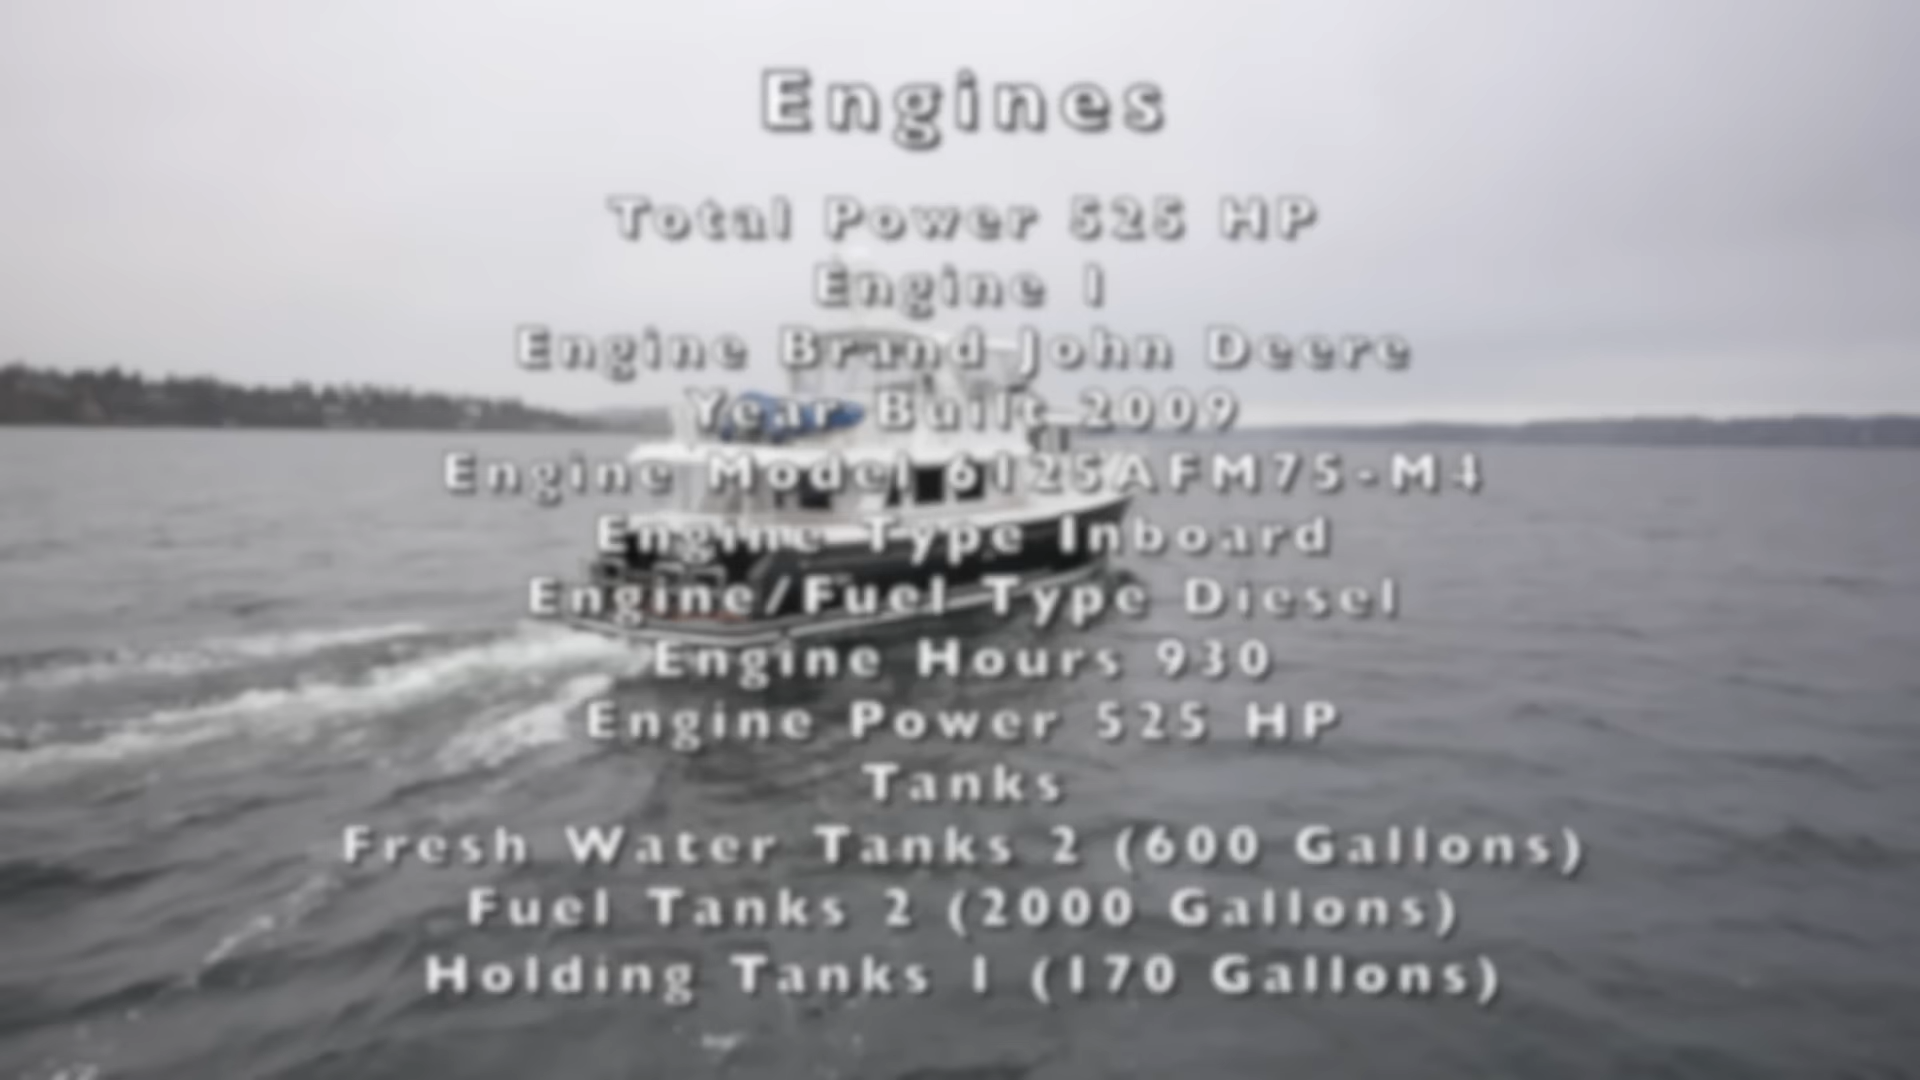 Engines
Total Power 525 HP
Engine 1
Engine Brand John Deere
Year Built 2009
Engine Model 6125AFM75-M4
Engine Type Inboard
Engine/Fuel Type Diesel
Engine Hours 930
Engine Power 525 HP
Tanks
Fresh Water Tanks 2 (600 Gallons)
Fuel Tanks 2 (2000 Gallons)
Holding Tanks 1 (170 Gallons)